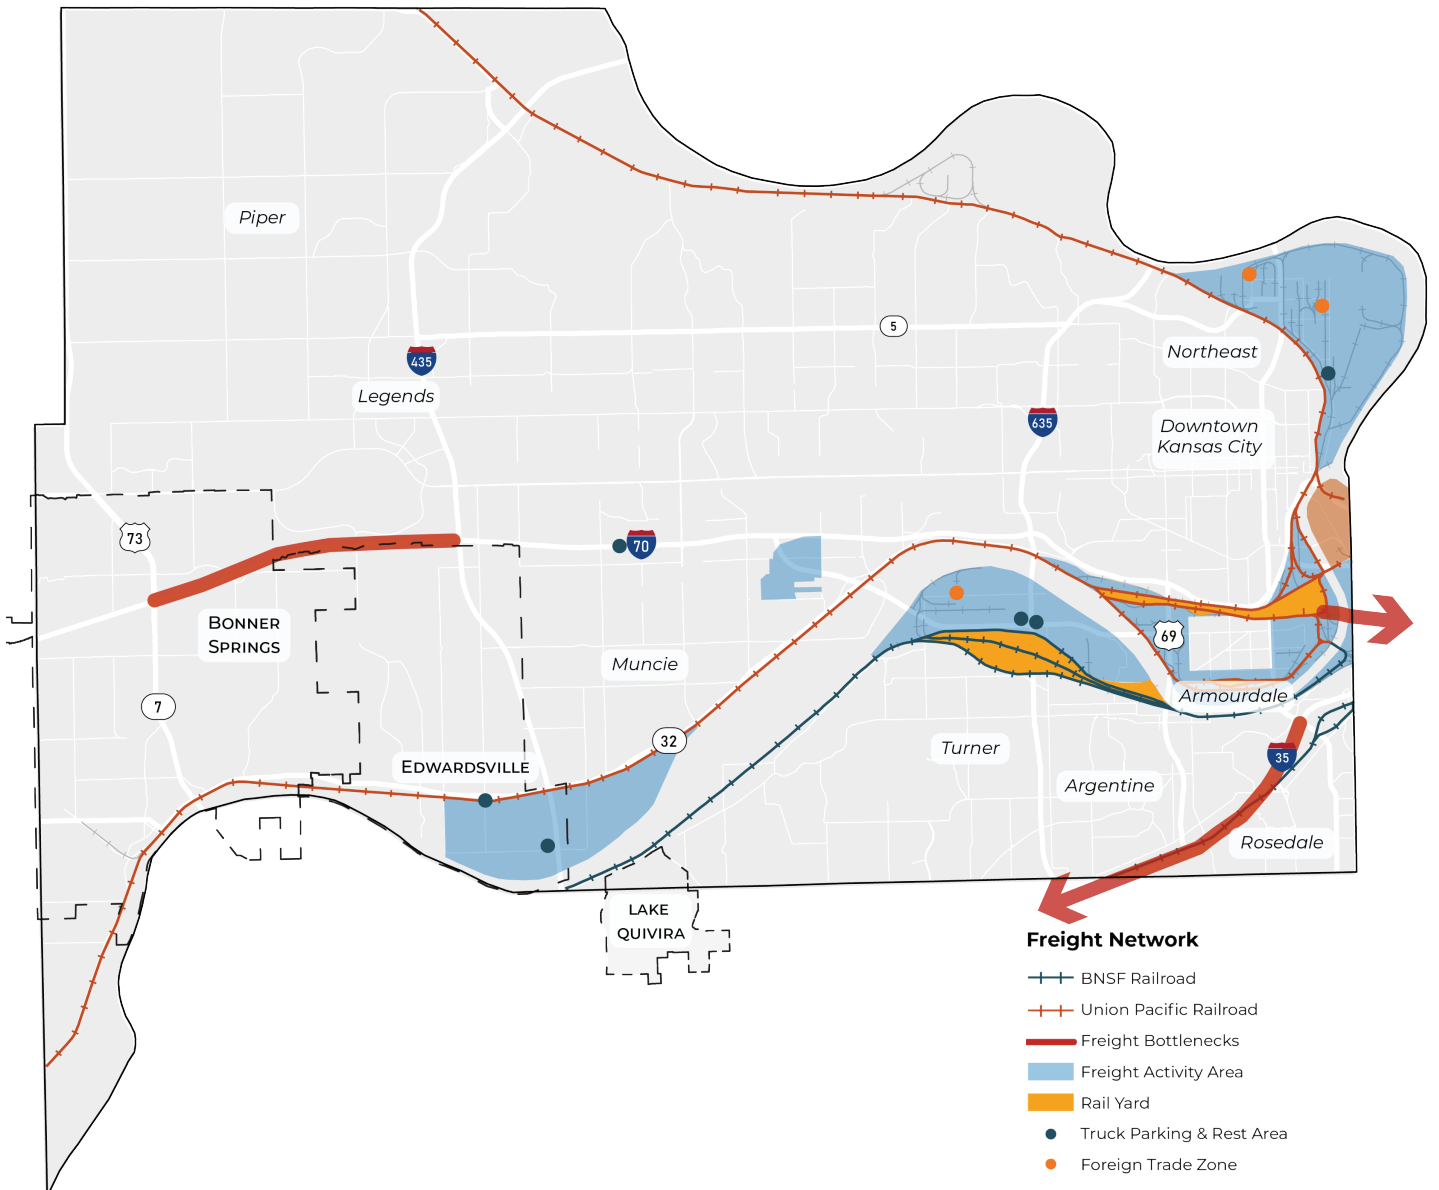 Piper
5
Northeast
435
Legends
635
Downtown
Kansas City
73
70
BONNER
SPRINGS
69
Muncie
Armourdale
7
32
Turner
EDWARDSVILLE
35
Argentine
Rosedale
LAKE
QUIVIRA
Freight Network
BNSF Railroad
Union Pacific Railroad
Freight Bottlenecks
Freight Activity Area
Rail Yard
Truck Parking & Rest Area
Foreign Trade Zone